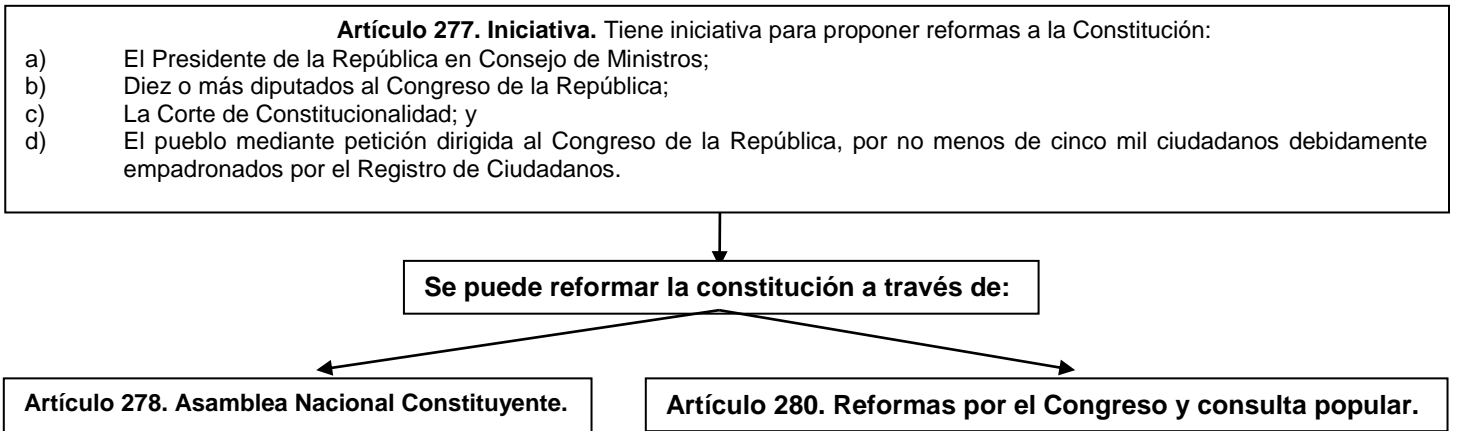 Artículo 277. Iniciativa. Tiene iniciativa para proponer reformas a la Constitución:
a) El Presidente de la República en Consejo de Ministros;
b) Diez o más diputados al Congreso de la República;
c) La Corte de Constitucionalidad; y
d) El pueblo mediante petición dirigida al Congreso de la República, por no menos de cinco mil ciudadanos debidamente
empadronados por el Registro de Ciudadanos.
Se puede reformar la constitución a través de:
Artículo 278. Asamblea Nacional Constituyente.
Artículo 280. Reformas por el Congreso y consulta popular.